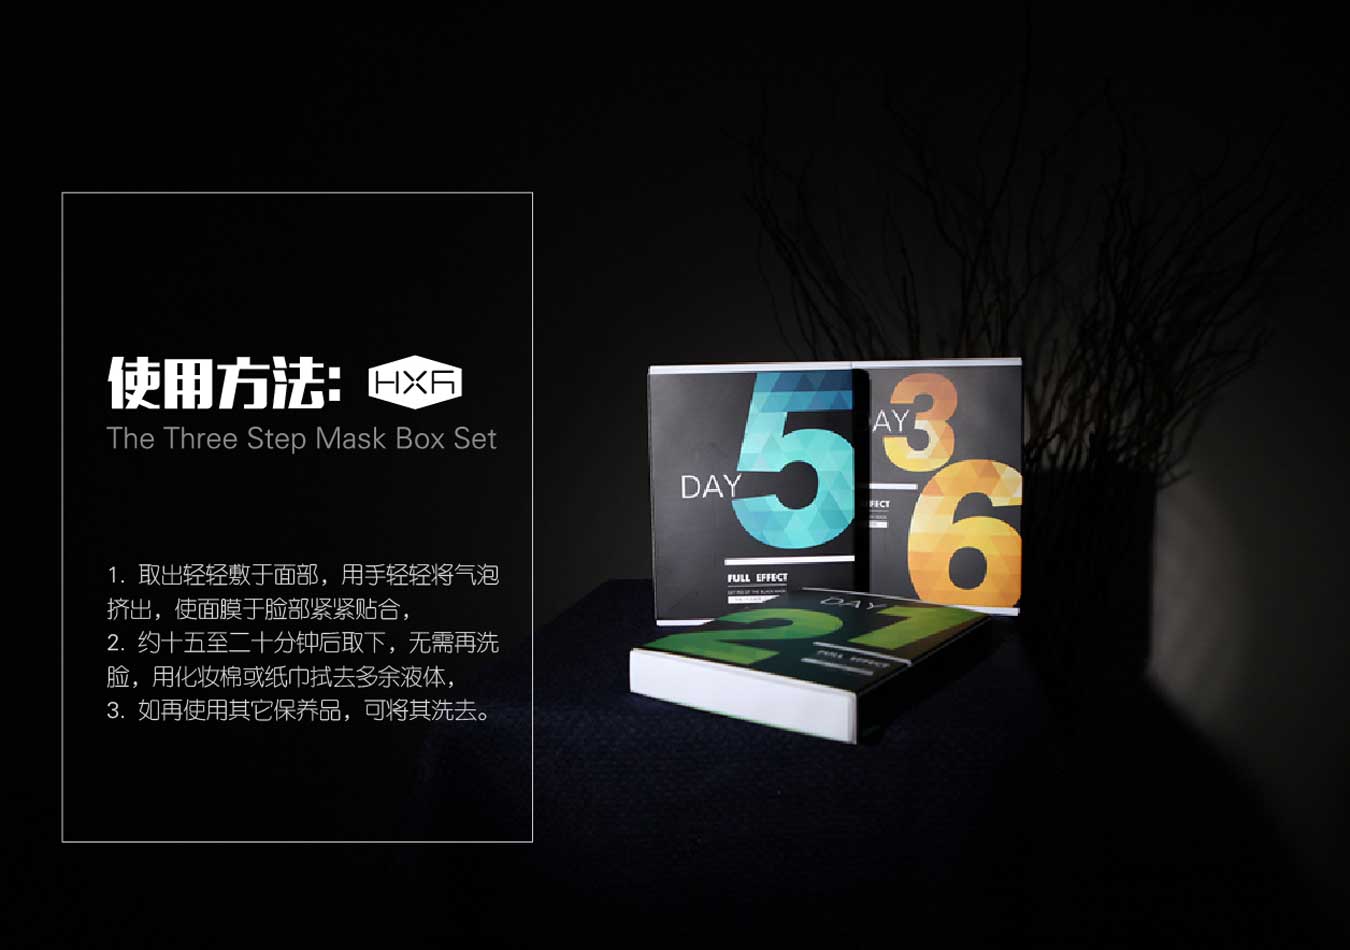 使用方法: HXA
The Three Step Mask Box Set
1. 取出轻轻敷于面部，用手轻轻将气泡
挤出，使面膜于脸部紧紧贴合，
2. 约十五至二十分钟后取下，无需再洗
脸，用化妆棉或纸巾拭去多余液体，
3. 如再使用其它保养品，可将其洗去。
DAY 5
FULL EFFECT
AY 3
6
FECT
DAY
21
FULL EFFECT